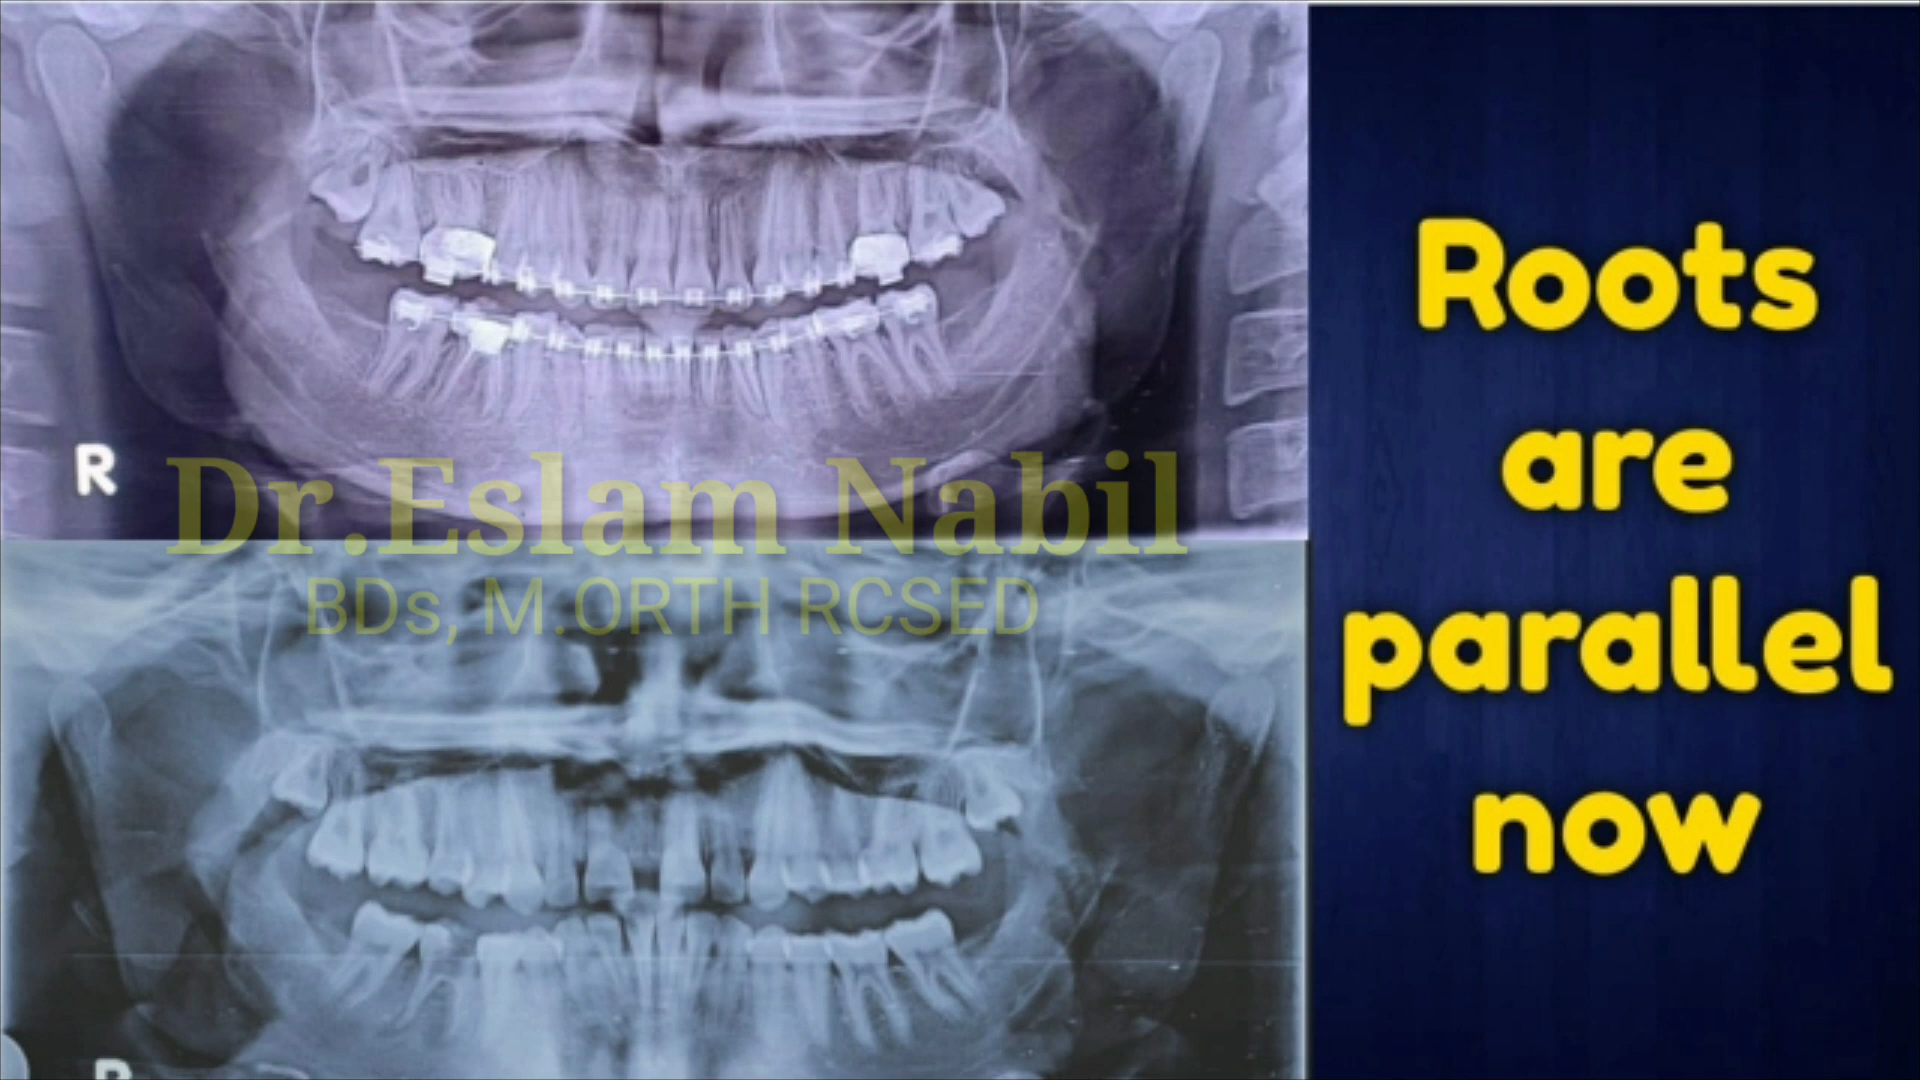 R
Dr.Eslam Nabil
BDs, M.ORTH RCSED
R
Roots
are
parallel
now